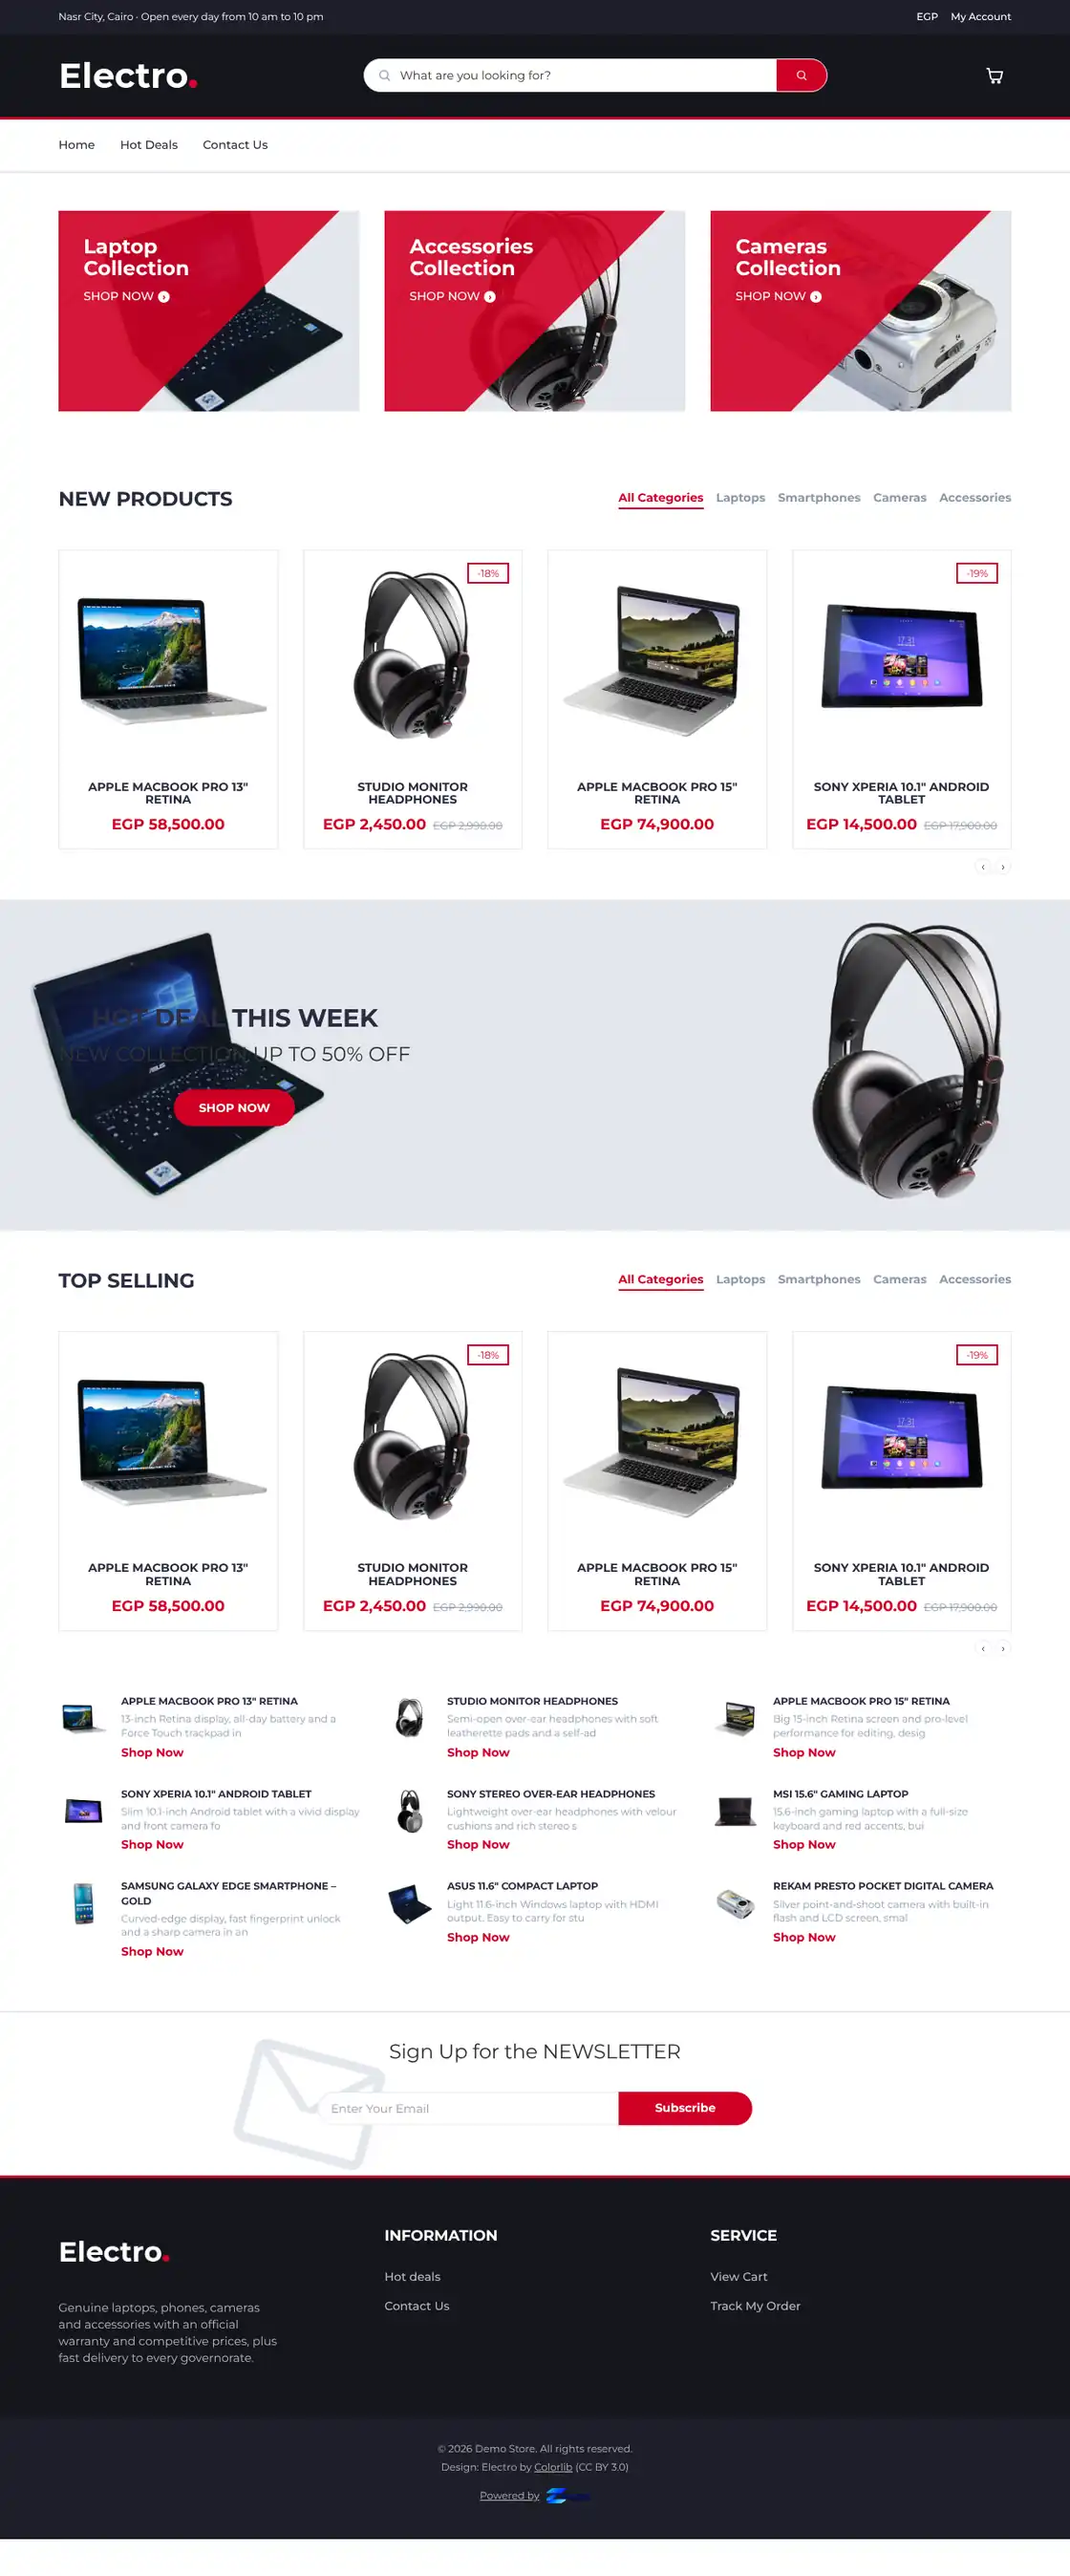 Nasr City, Cairo · Open every day from 10 am to 10 pm
EGP My Account
Electro.
What are you looking for?
Home Hot Deals Contact Us
Laptop
Collection
SHOP NOW
Accessories
Collection
SHOP NOW
Cameras
Collection
SHOP NOW
NEW PRODUCTS
All Categories Laptops Smartphones Cameras Accessories
APPLE MACBOOK PRO 13"
RETINA
EGP 58,500.00
-18%
STUDIO MONITOR
HEADPHONES
EGP 2,450.00 EGP 2,990.00
APPLE MACBOOK PRO 15"
RETINA
EGP 74,900.00
-19%
17:31
SONY XPERIA 10.1" ANDROID
TABLET
EGP 14,500.00 EGP 17,900.00
HOT DEAL THIS WEEK
NEW COLLECTION UP TO 50% OFF
ASUS
SHOP NOW
TOP SELLING
All Categories Laptops Smartphones Cameras Accessories
APPLE MACBOOK PRO 13"
RETINA
EGP 58,500.00
-18%
STUDIO MONITOR
HEADPHONES
EGP 2,450.00 EGP 2,990.00
APPLE MACBOOK PRO 15"
RETINA
EGP 74,900.00
-19%
17:31
SONY XPERIA 10.1" ANDROID
TABLET
EGP 14,500.00 EGP 17,900.00
APPLE MACBOOK PRO 13" RETINA
13-inch Retina display, all-day battery and a
Force Touch trackpad in
Shop Now
STUDIO MONITOR HEADPHONES
Semi-open over-ear headphones with soft
leatherette pads and a self-ad
Shop Now
APPLE MACBOOK PRO 15" RETINA
Big 15-inch Retina screen and pro-level
performance for editing, desig
Shop Now
SONY XPERIA 10.1" ANDROID TABLET
Slim 10.1-inch Android tablet with a vivid display
and front camera fo
Shop Now
SONY STEREO OVER-EAR HEADPHONES
Lightweight over-ear headphones with velour
cushions and rich stereo s
Shop Now
MSI 15.6" GAMING LAPTOP
15.6-inch gaming laptop with a full-size
keyboard and red accents, bui
Shop Now
SAMSUNG GALAXY EDGE SMARTPHONE –
GOLD
Curved-edge display, fast fingerprint unlock
and a sharp camera in an
Shop Now
ASUS 11.6" COMPACT LAPTOP
Light 11.6-inch Windows laptop with HDMI
output. Easy to carry for stu
Shop Now
REKAM PRESTO POCKET DIGITAL CAMERA
Silver point-and-shoot camera with built-in
flash and LCD screen, smal
Shop Now
Sign Up for the NEWSLETTER
Enter Your Email
Subscribe
Electro.
Genuine laptops, phones, cameras
and accessories with an official
warranty and competitive prices, plus
fast delivery to every governorate.
INFORMATION
Hot deals
Contact Us
SERVICE
View Cart
Track My Order
© 2026 Demo Store. All rights reserved.
Design: Electro by Colorlib (CC BY 3.0)
Powered by